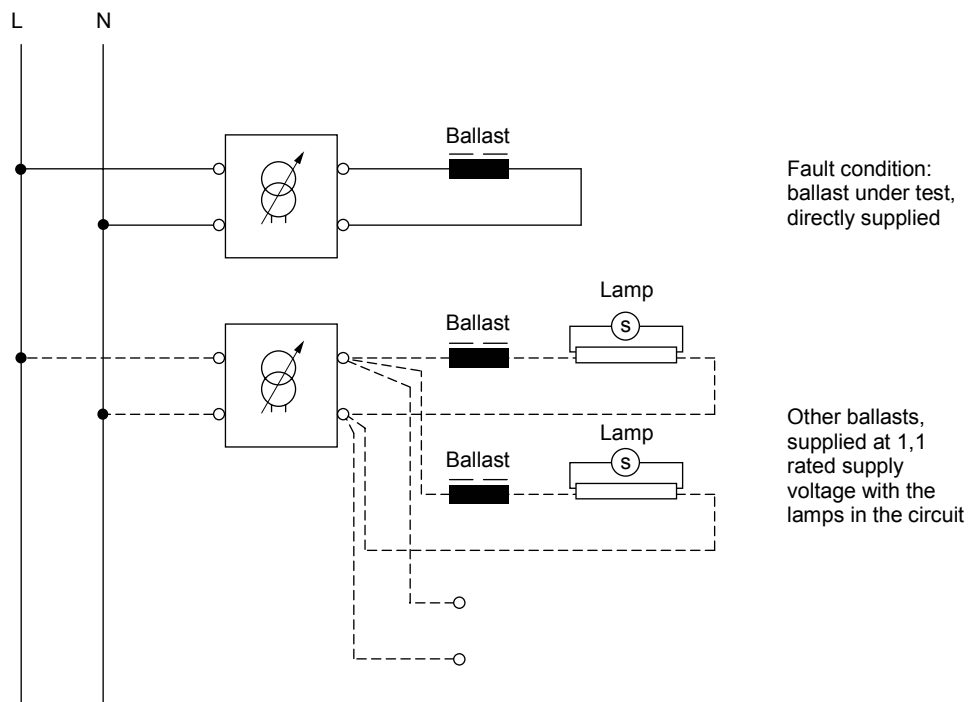 L N
Ballast
Fault condition:
ballast under test,
directly supplied
Lamp
S
Ballast
Other ballasts,
supplied at 1,1
rated supply
voltage with the
lamps in the circuit
Lamp
S
Ballast